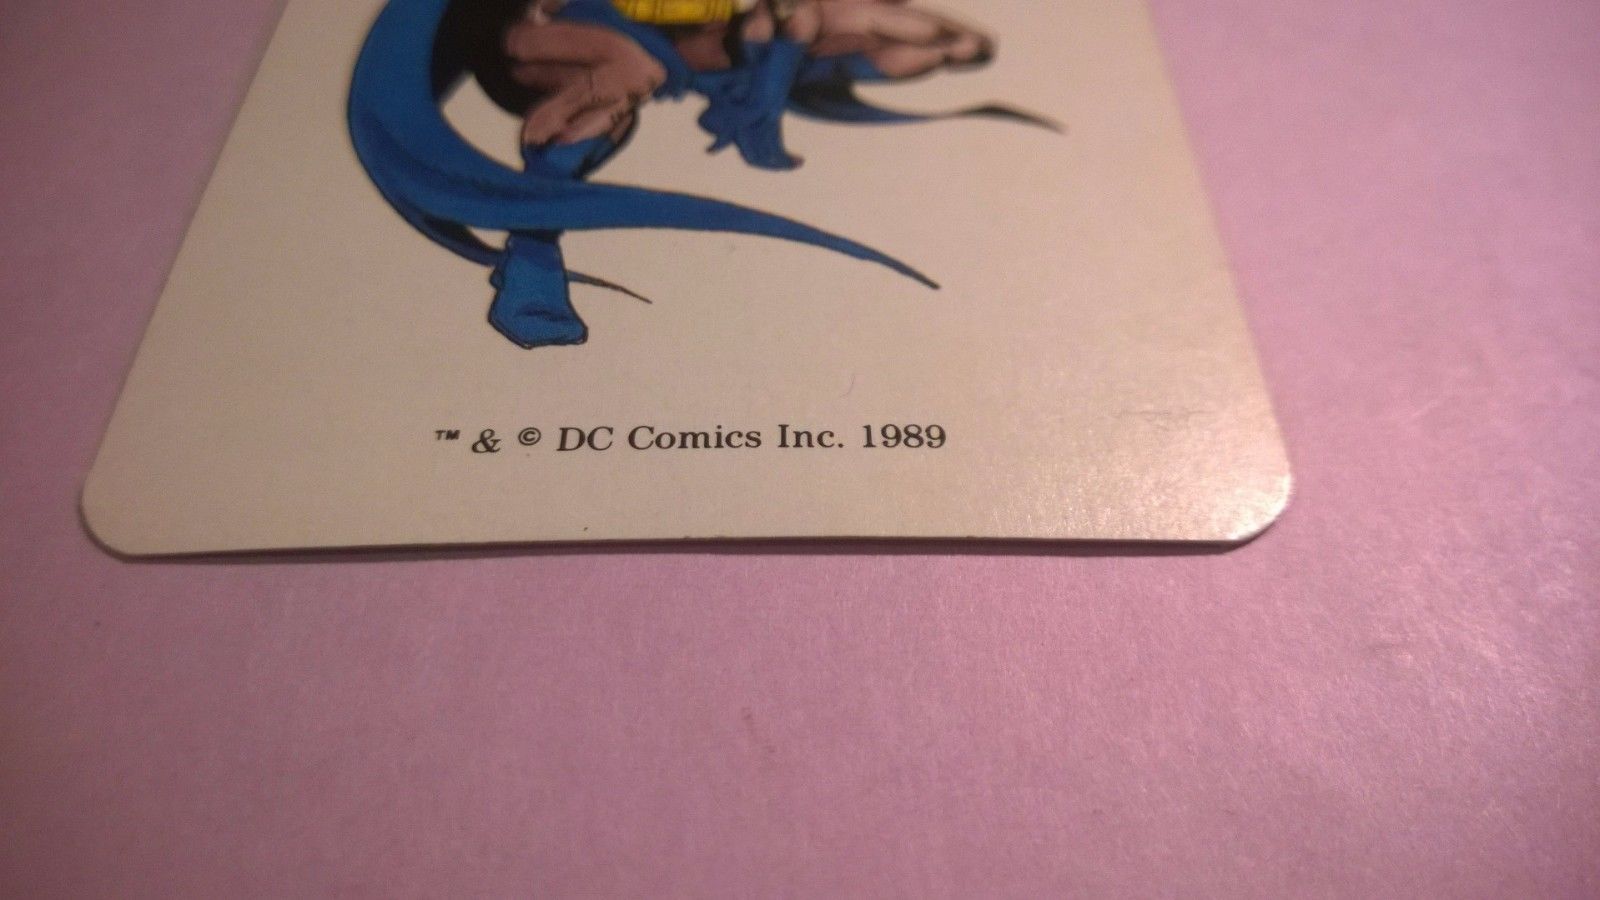 ™ & © DC Comics Inc. 1989